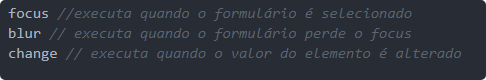 focus //executa quando o formulário é selecionado
blur // executa quando o formulário perde o focus
change // executa quando o valor do elemento é alterado